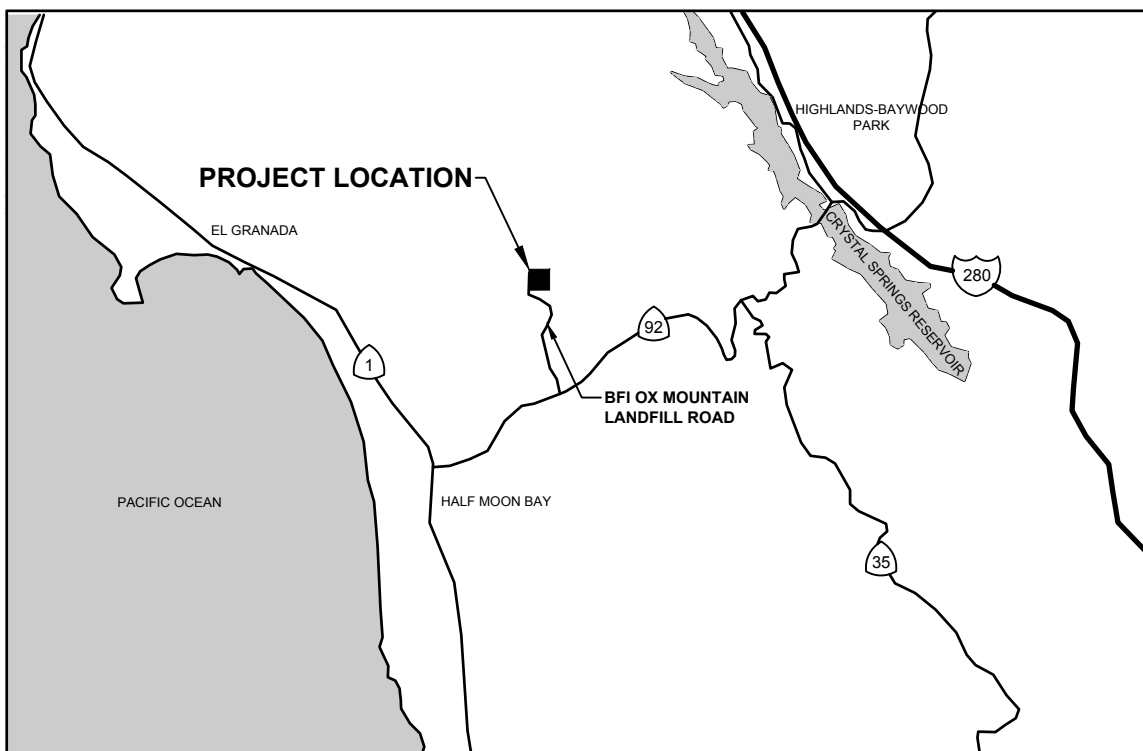 HIGHLANDS-BAYWOOD
PARK
PROJECT LOCATION
EL GRANADA
CRYSTAL SPRINGS RESERVOIR
280
92
1
BFI OX MOUNTAIN
LANDFILL ROAD
PACIFIC OCEAN
HALF MOON BAY
35